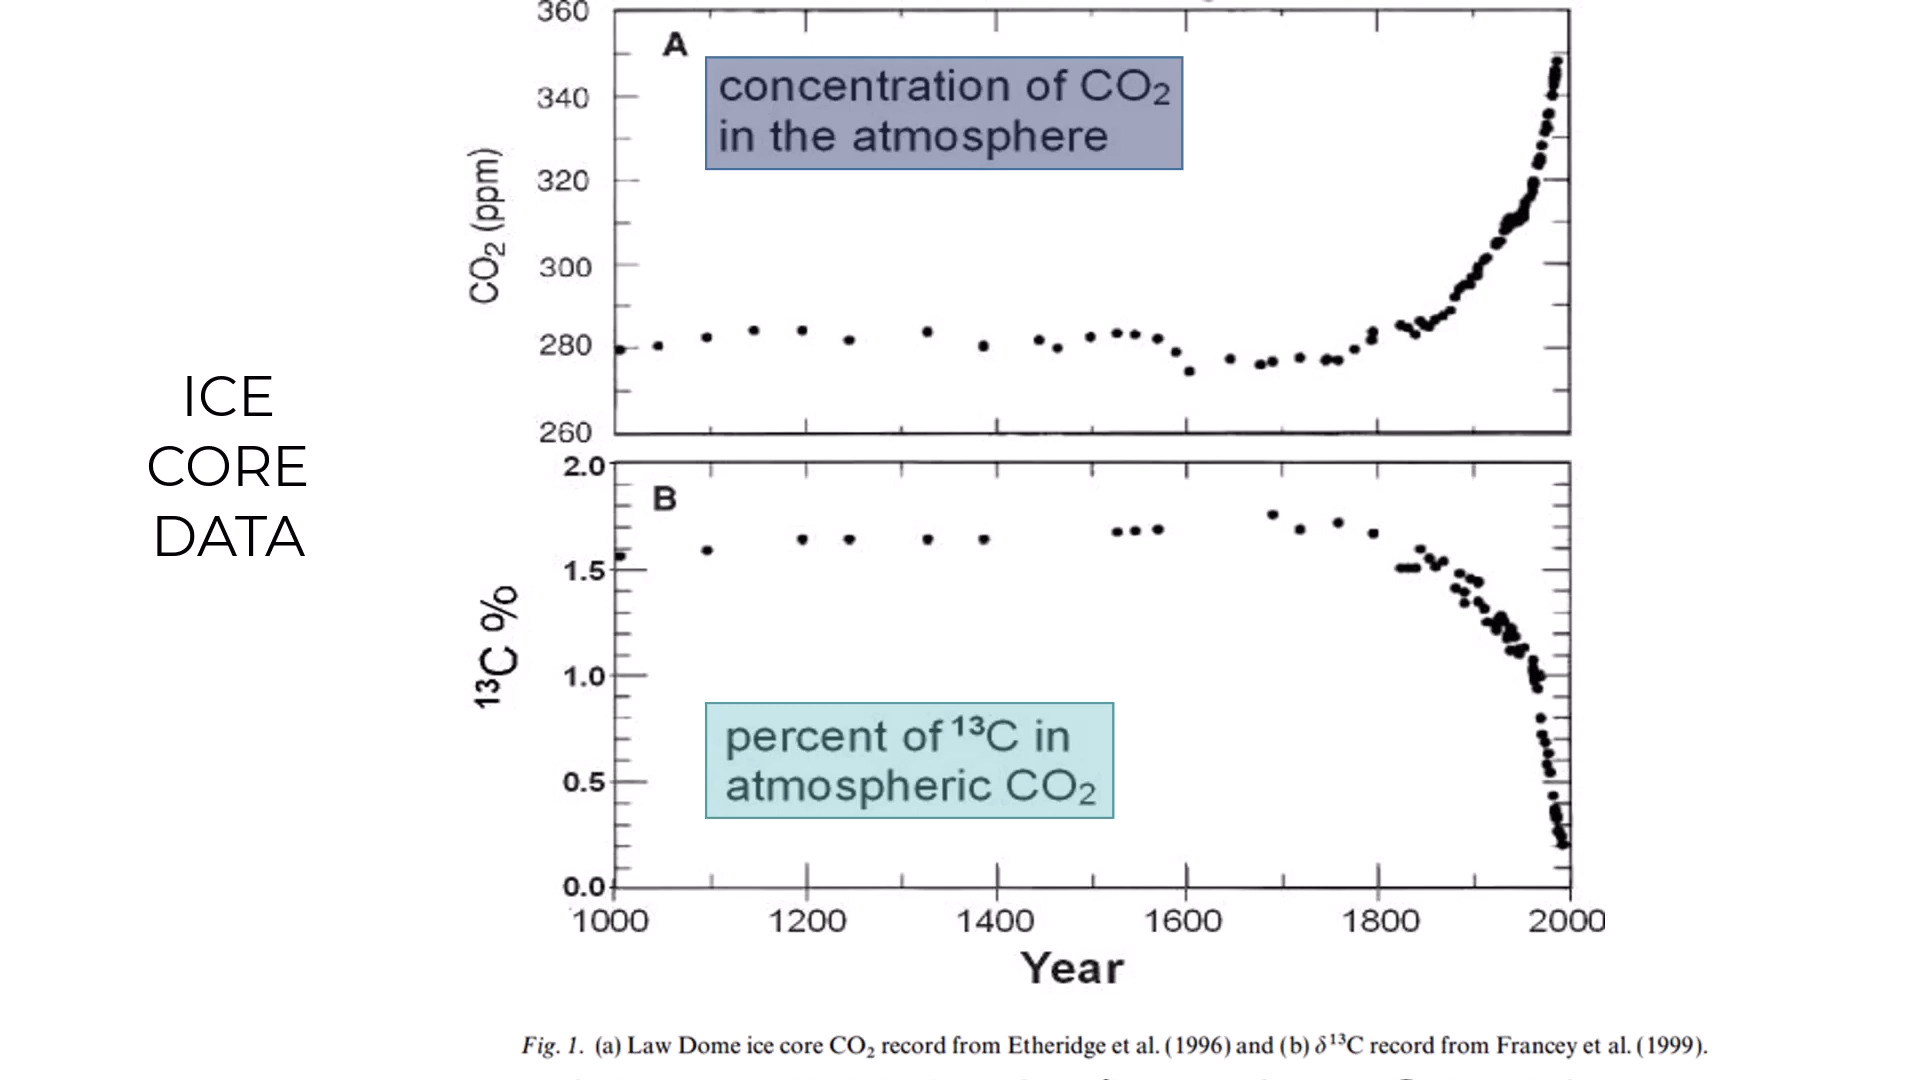 360
A
concentration of CO₂
in the atmosphere
340
320
300
280
260
CO₂ (ppm)
ICE
CORE
DATA
2.0
B
1.5
1.0
0.5
0.0
¹³C %
percent of ¹³C in
atmospheric CO₂
1000 1200 1400 1600 1800 2000
Year
Fig. 1. (a) Law Dome ice core CO₂ record from Etheridge et al. (1996) and (b) δ¹³C record from Francey et al. (1999).